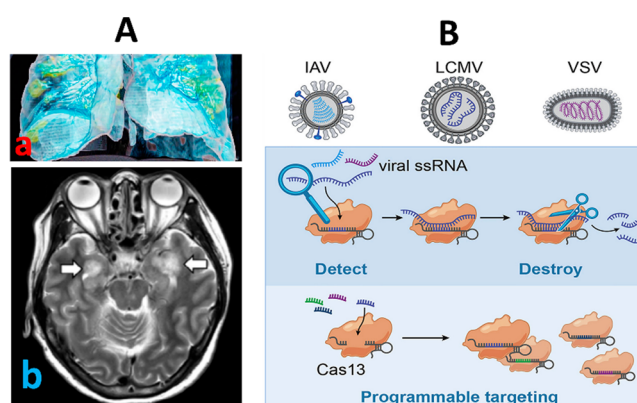 A
B
a
b
IAV
LCMV
VSV
viral ssRNA
Detect
Destroy
Cas13
Programmable targeting